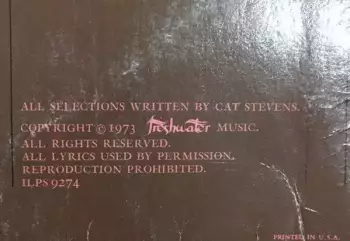 ALL SELECTIONS WRITTEN BY CAT STEVENS.
COPYRIGHT © 1973 Freshwater MUSIC.
ALL RIGHTS RESERVED.
ALL LYRICS USED BY PERMISSION.
REPRODUCTION PROHIBITED.
ILPS 9274
PRINTED IN U.S.A.